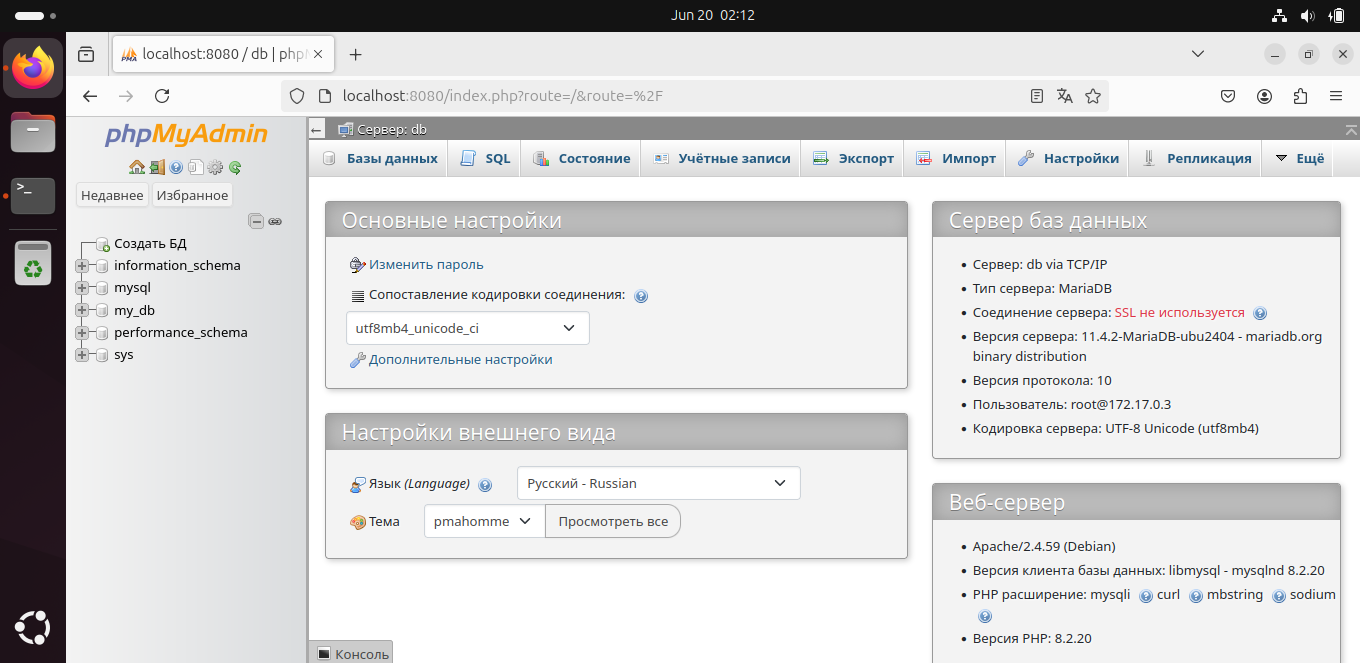 Jun 20 02:12
localhost:8080 / db | php
localhost:8080/index.php?route=/&route=%2F
phpMyAdmin
Недавнее Избранное
Создать БД
information_schema
mysql
my_db
performance_schema
sys
Сервер: db
Базы данных SQL Состояние Учётные записи Экспорт Импорт Настройки Репликация Ещё
Основные настройки
Изменить пароль
Сопоставление кодировки соединения:
utf8mb4_unicode_ci
Дополнительные настройки
Настройки внешнего вида
Язык (Language) Русский - Russian
Тема pmahomme Просмотреть все
Сервер баз данных
Сервер: db via TCP/IP
Тип сервера: MariaDB
Соединение сервера: SSL не используется
Версия сервера: 11.4.2-MariaDB-ubu2404 - mariadb.org
binary distribution
Версия протокола: 10
Пользователь: root@172.17.0.3
Кодировка сервера: UTF-8 Unicode (utf8mb4)
Веб-сервер
Apache/2.4.59 (Debian)
Версия клиента базы данных: libmysql - mysqlnd 8.2.20
PHP расширение: mysqli curl mbstring sodium
Версия PHP: 8.2.20
Консоль